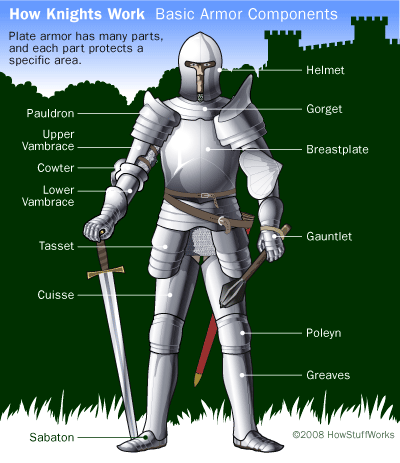 How Knights Work Basic Armor Components
Plate armor has many parts,
and each part protects a
specific area.
Helmet
Pauldron
Gorget
Upper
Vambrace
Breastplate
Cowter
Lower
Vambrace
Gauntlet
Tasset
Cuisse
Poleyn
Greaves
Sabaton
©2008 HowStuffWorks